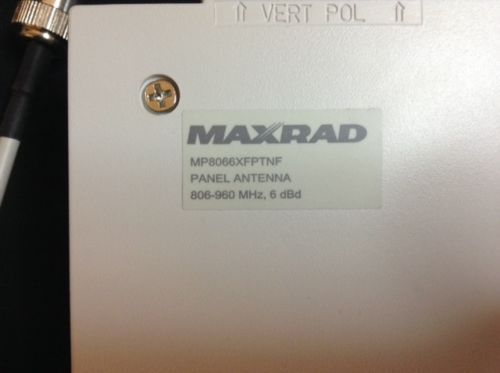 ⇑ VERT POL ⇑
MAXRAD
MP8066XFPTNF
PANEL ANTENNA
806-960 MHz, 6 dBd